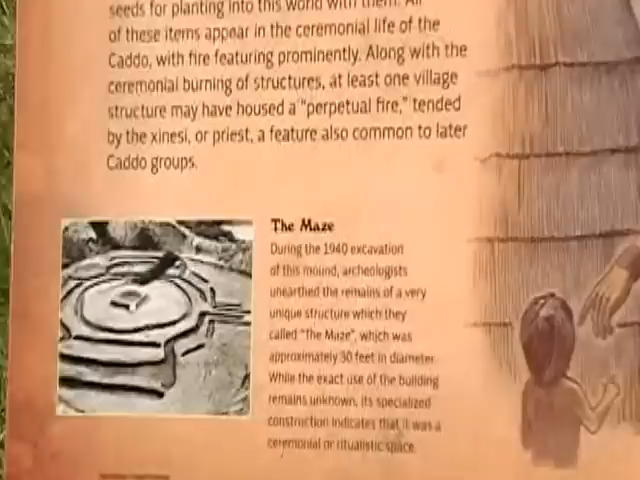 seeds for planting into this world with them. All
of these items appear in the ceremonial life of the
Caddo, with fire featuring prominently. Along with the
ceremonial burning of structures, at least one village
structure may have housed a "perpetual fire," tended
by the xinesi, or priest, a feature also common to later
Caddo groups.
The Maze
During the 1940 excavation
of this mound, archeologists
unearthed the remains of a very
unique structure which they
called "The Maze", which was
approximately 30 feet in diameter.
While the exact use of the building
remains unknown, its specialized
construction indicates that it was a
ceremonial or ritualistic space.